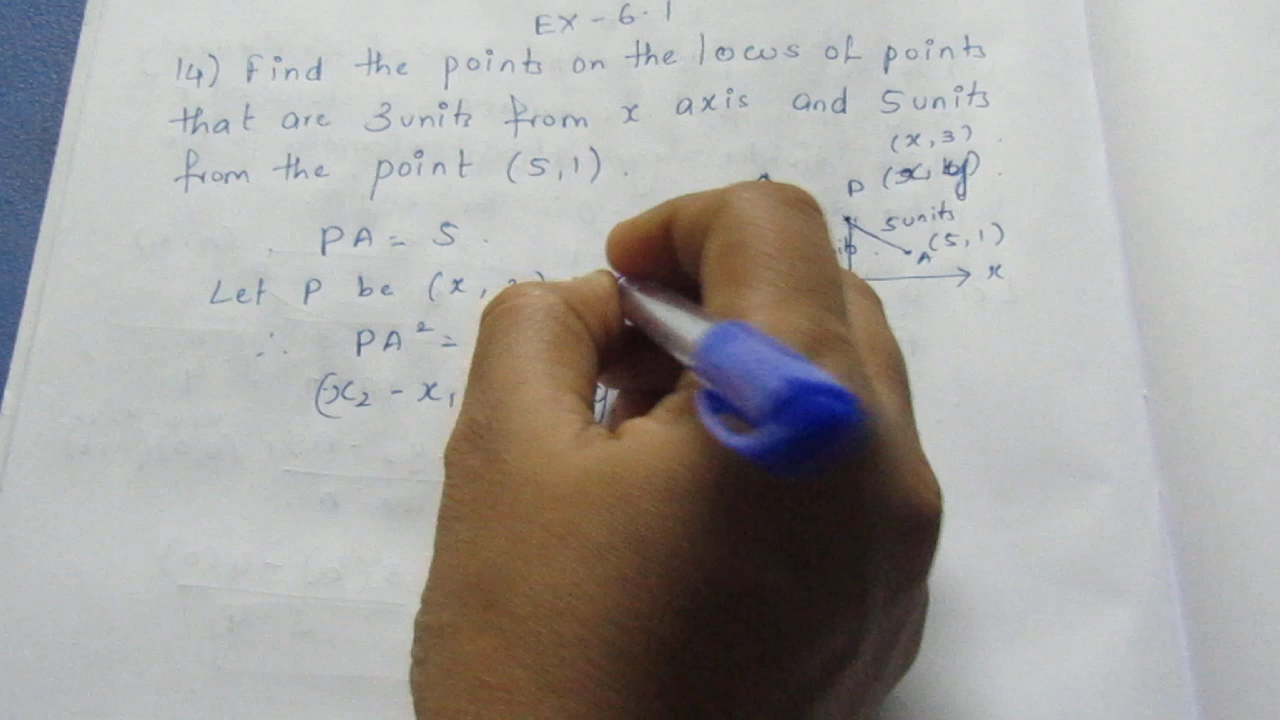 EX - 6.1
14) Find the points on the locus of points
that are 3 units from x axis and 5 units
from the point (5,1).
(x, 3)
P
5 units
(5,1)
A
x
PA = 5
Let P be (x,
∴ PA² =
(x₂ - x₁